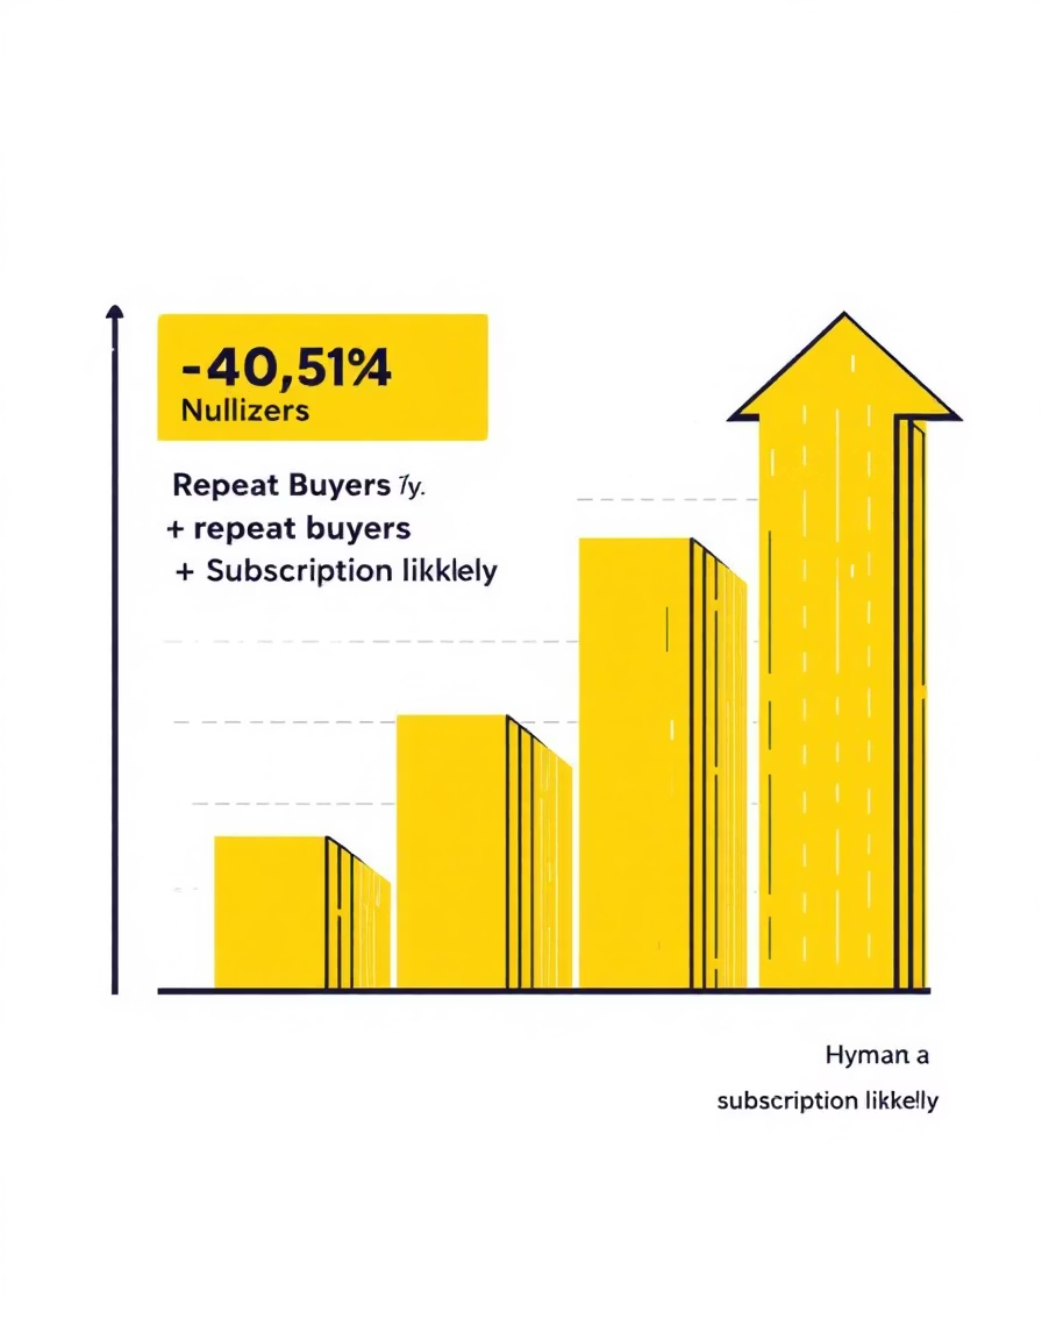 -40,51%
Nullizers
Repeat Buyers
+ repeat buyers
+ Subscription likklely
Hyman a
subscription likkelly